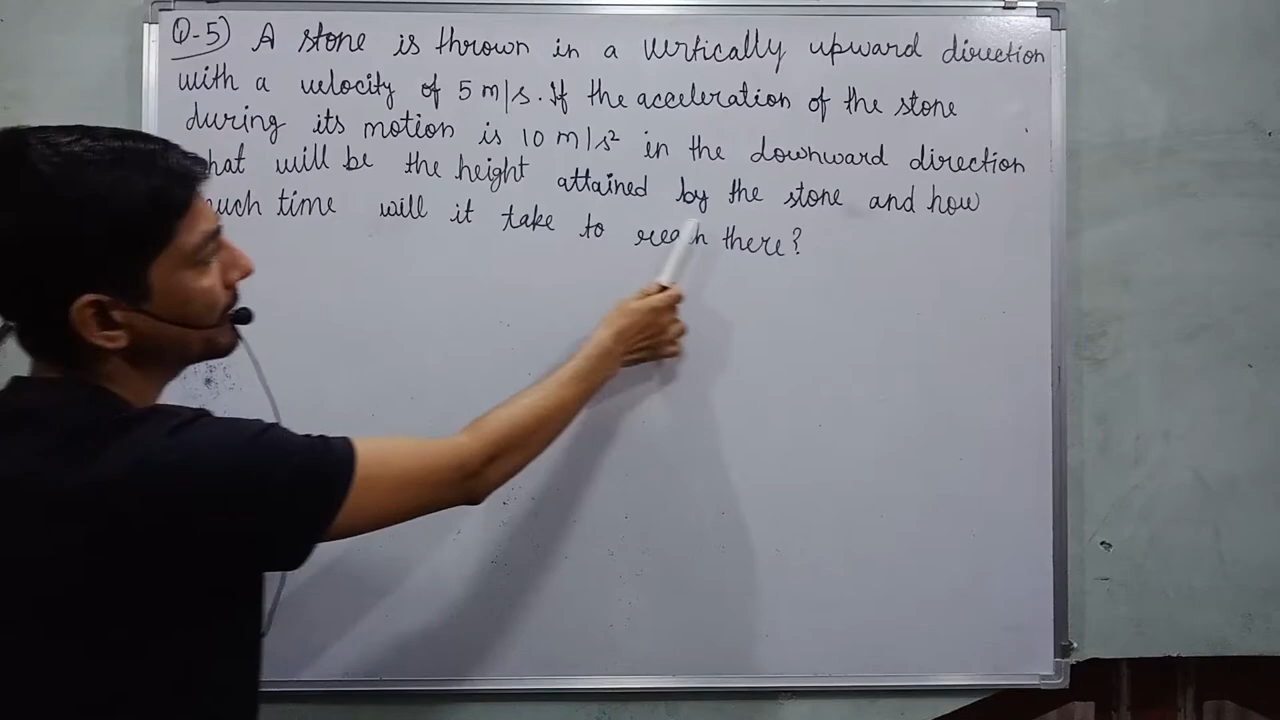 Q-5) A stone is thrown in a vertically upward direction
with a velocity of 5 m/s. If the acceleration of the stone
during its motion is 10 m/s² in the downward direction
hat will be the height attained by the stone and how
uch time will it take to reach there?